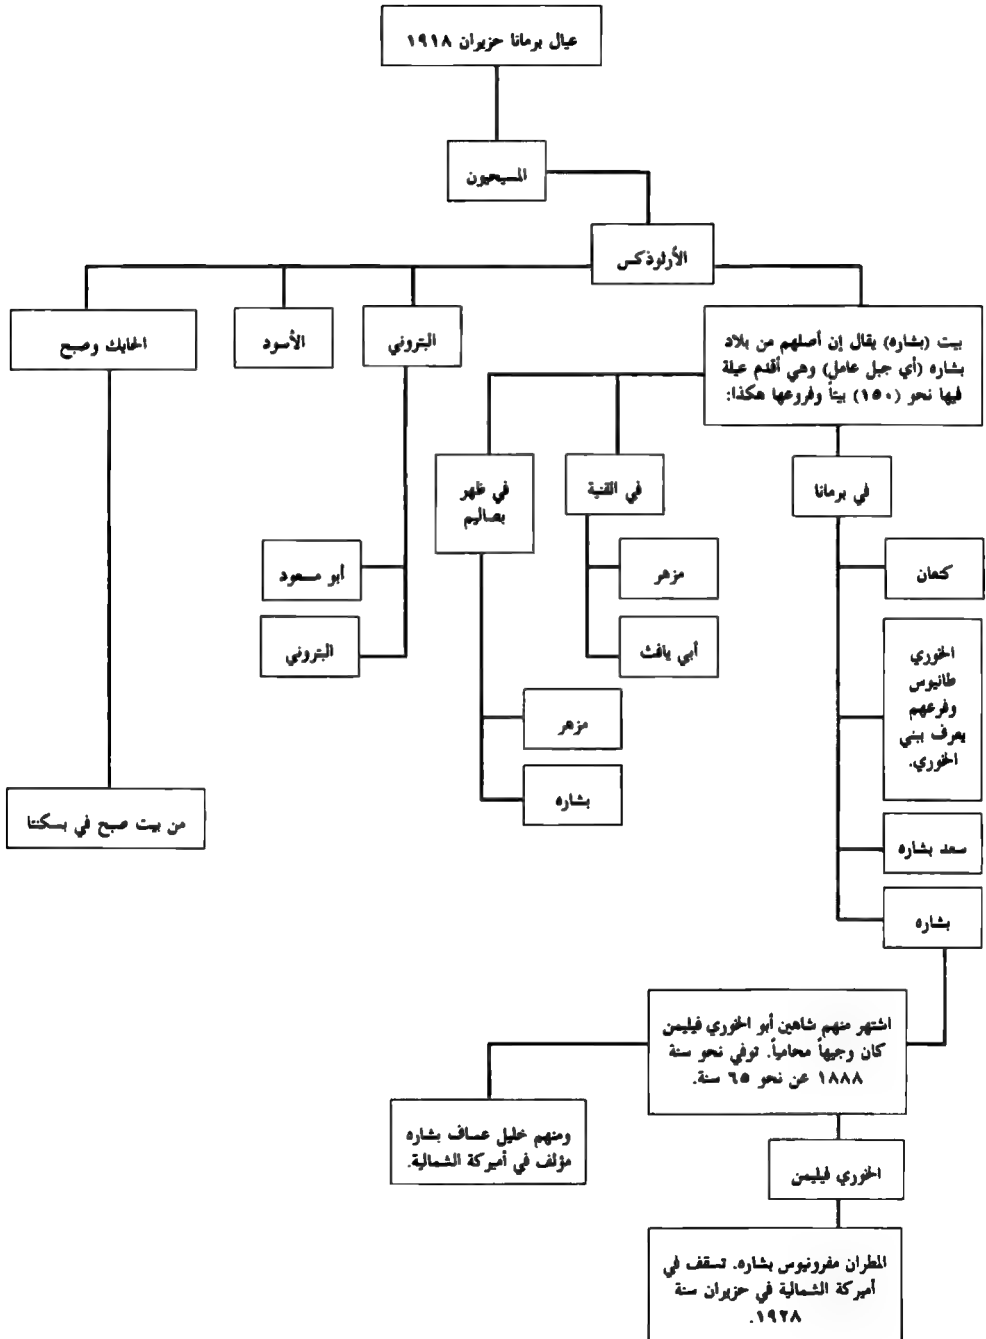 عيال برمانا حزيران ١٩١٨
المسيحيون
الأرثوذكس
بيت (بشاره) يقال إن أصلهم من بلاد
بشاره (أي جبل عامل) وهي أقدم عيلة
فيها نحو (١٥٠) بيتاً وفروعها هكذا:
البتروني
الأسود
الحايك وصبح
في برمانا
في القنية
في ظهر
بصاليم
كنعان
مزهر
أبو مسعود
الخوري
طانيوس
وفرعهم
يعرف ببني
الخوري.
أبي يافث
البتروني
مزهر
بشاره
من بيت صبح في بسكنتا
سعد بشاره
بشاره
اشتهر منهم شاهين أبو الخوري فيليمن
كان وجيهاً محامياً. توفي نحو سنة
١٨٨٨ عن نحو ٦٥ سنة.
ومنهم خليل عساف بشاره
مؤلف في أميركة الشمالية.
الخوري فيليمن
المطران مفرونيوس بشاره. تسقف في
أميركة الشمالية في حزيران سنة
١٩٢٨.